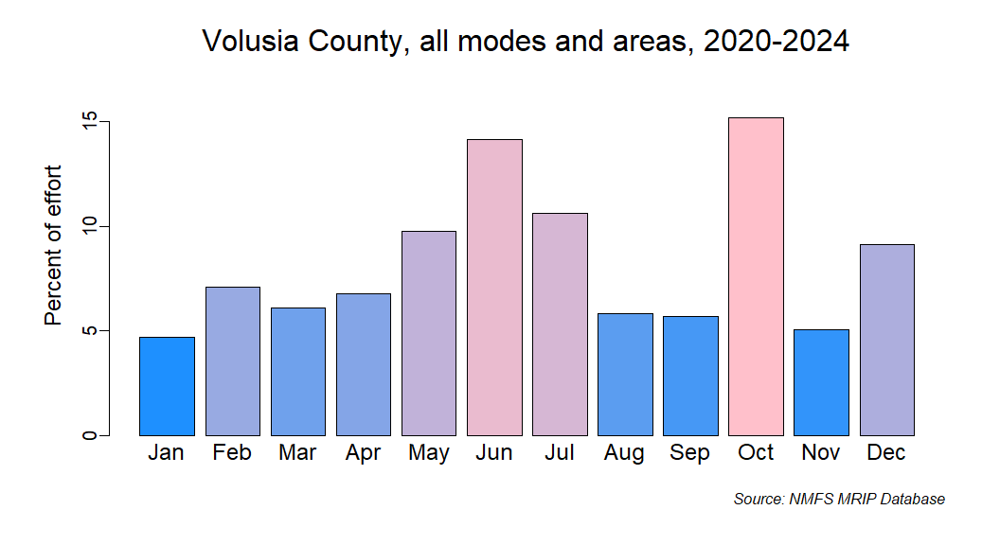 Volusia County, all modes and areas, 2020-2024
Percent of effort
15
10
5
0
Jan Feb Mar Apr May Jun Jul Aug Sep Oct Nov Dec
Source: NMFS MRIP Database